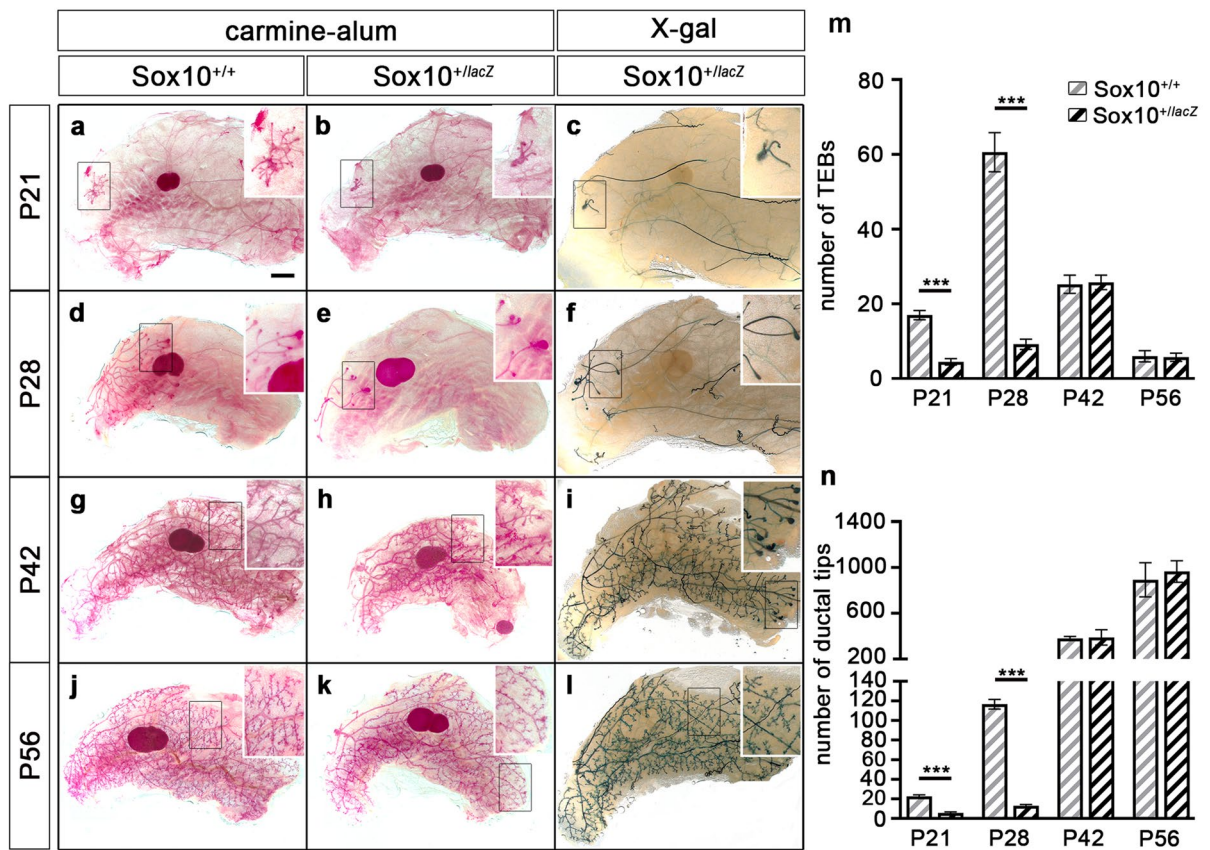 carmine-alum
X-gal
Sox10+/+
Sox10+/lacZ
Sox10+/lacZ
P21
a
b
c
P28
d
e
f
P42
g
h
i
P56
j
k
l
m
number of TEBs
80
60
40
20
0
***
***
Sox10+/+
Sox10+/lacZ
P21 P28 P42 P56
n
number of ductal tips
1400
1000
600
200
140
120
100
80
60
40
20
0
***
***
P21 P28 P42 P56